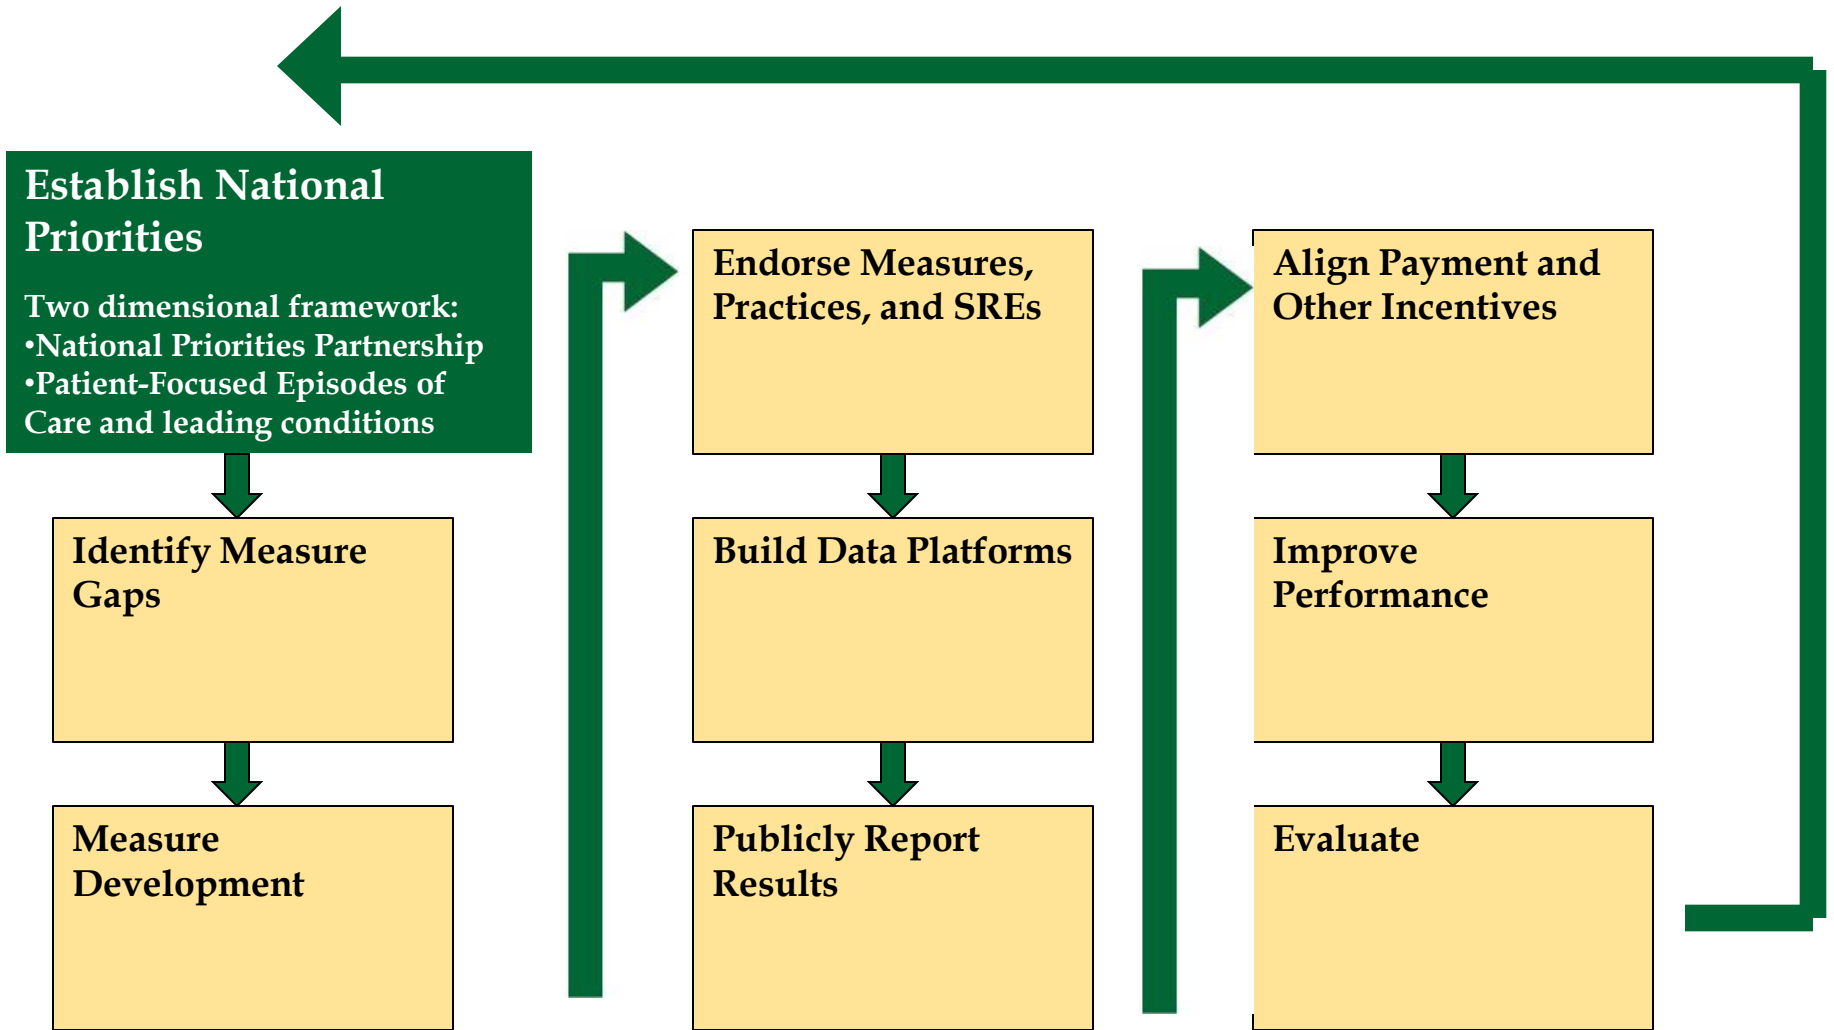 Establish National
Priorities
Two dimensional framework:
•National Priorities Partnership
•Patient-Focused Episodes of
Care and leading conditions
Identify Measure
Gaps
Measure
Development
Endorse Measures,
Practices, and SREs
Build Data Platforms
Publicly Report
Results
Align Payment and
Other Incentives
Improve
Performance
Evaluate